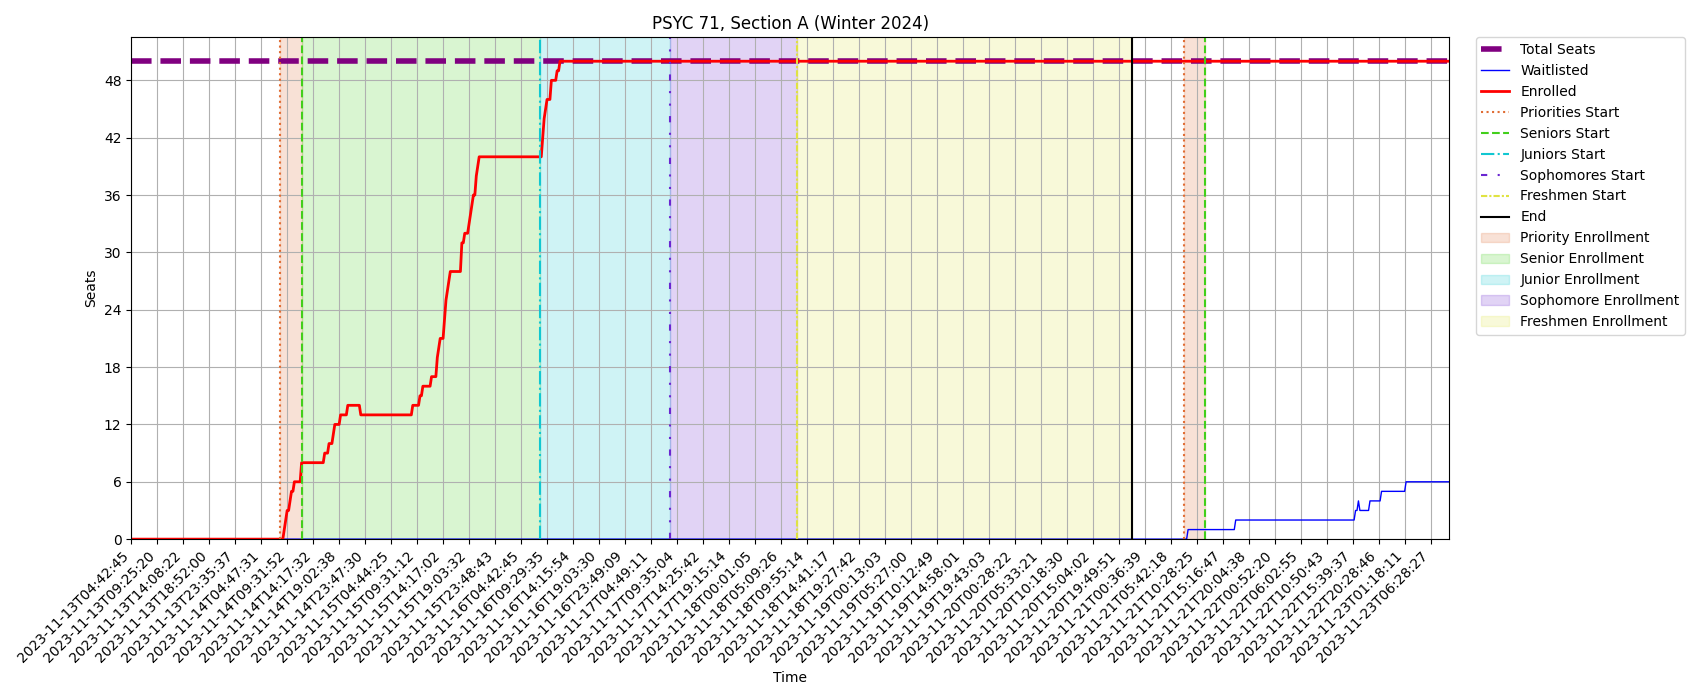 PSYC 71, Section A (Winter 2024)
Total Seats
Waitlisted
Enrolled
Priorities Start
Seniors Start
Juniors Start
Sophomores Start
Freshmen Start
End
Priority Enrollment
Senior Enrollment
Junior Enrollment
Sophomore Enrollment
Freshmen Enrollment
Seats
48
42
36
30
24
18
12
6
0
2023-11-13T04:42:45
2023-11-13T09:25:20
2023-11-13T14:08:22
2023-11-13T18:52:00
2023-11-13T23:35:37
2023-11-14T04:47:31
2023-11-14T09:31:52
2023-11-14T14:17:32
2023-11-14T19:02:38
2023-11-14T23:47:30
2023-11-15T04:44:25
2023-11-15T09:31:12
2023-11-15T14:17:02
2023-11-15T19:03:32
2023-11-15T23:48:43
2023-11-16T04:42:45
2023-11-16T09:29:35
2023-11-16T14:15:54
2023-11-16T19:03:30
2023-11-16T23:49:09
2023-11-17T04:49:11
2023-11-17T09:35:04
2023-11-17T14:25:42
2023-11-17T19:15:14
2023-11-18T00:01:05
2023-11-18T05:09:26
2023-11-18T09:55:14
2023-11-18T14:41:17
2023-11-18T19:27:42
2023-11-19T00:13:03
2023-11-19T05:27:00
2023-11-19T10:12:49
2023-11-19T14:58:01
2023-11-19T19:43:03
2023-11-20T00:28:22
2023-11-20T05:33:21
2023-11-20T10:18:30
2023-11-20T15:04:02
2023-11-20T19:49:51
2023-11-21T00:36:39
2023-11-21T05:42:18
2023-11-21T10:28:25
2023-11-21T15:16:47
2023-11-21T20:04:38
2023-11-22T00:52:20
2023-11-22T06:02:55
2023-11-22T10:50:43
2023-11-22T15:39:37
2023-11-22T20:28:46
2023-11-23T01:18:11
2023-11-23T06:28:27
Time